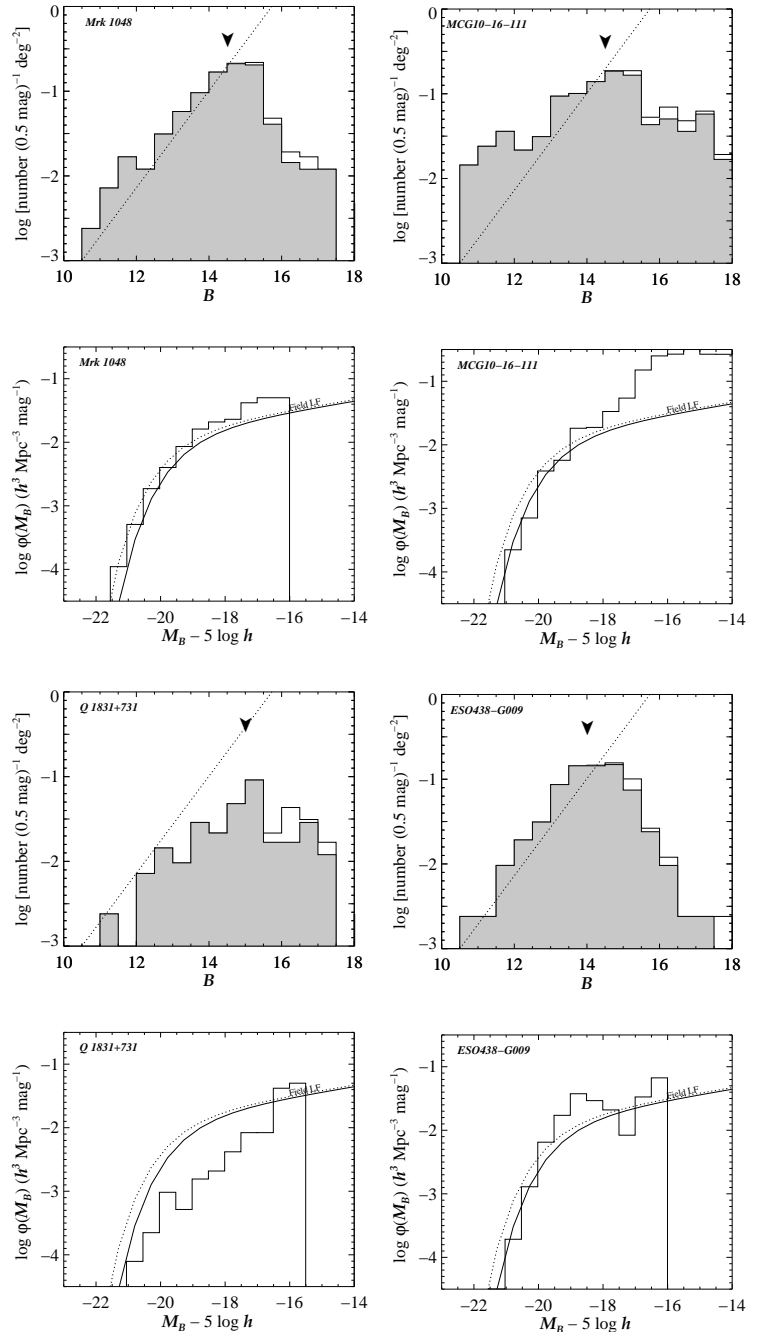 Mrk 1048
0
−1
−2
−3
log [number (0.5 mag)⁻¹ deg⁻²]
10 12 14 16 18
B
MCG10−16−111
0
−1
−2
−3
log [number (0.5 mag)⁻¹ deg⁻²]
10 12 14 16 18
B
Mrk 1048
Field LF
−1
−2
−3
−4
log φ(M_B) (h³ Mpc⁻³ mag⁻¹)
−22 −20 −18 −16 −14
M_B − 5 log h
MCG10−16−111
Field LF
−1
−2
−3
−4
log φ(M_B) (h³ Mpc⁻³ mag⁻¹)
−22 −20 −18 −16 −14
M_B − 5 log h
Q 1831+731
0
−1
−2
−3
log [number (0.5 mag)⁻¹ deg⁻²]
10 12 14 16 18
B
ESO438−G009
0
−1
−2
−3
log [number (0.5 mag)⁻¹ deg⁻²]
10 12 14 16 18
B
Q 1831+731
Field LF
−1
−2
−3
−4
log φ(M_B) (h³ Mpc⁻³ mag⁻¹)
−22 −20 −18 −16 −14
M_B − 5 log h
ESO438−G009
Field LF
−1
−2
−3
−4
log φ(M_B) (h³ Mpc⁻³ mag⁻¹)
−22 −20 −18 −16 −14
M_B − 5 log h